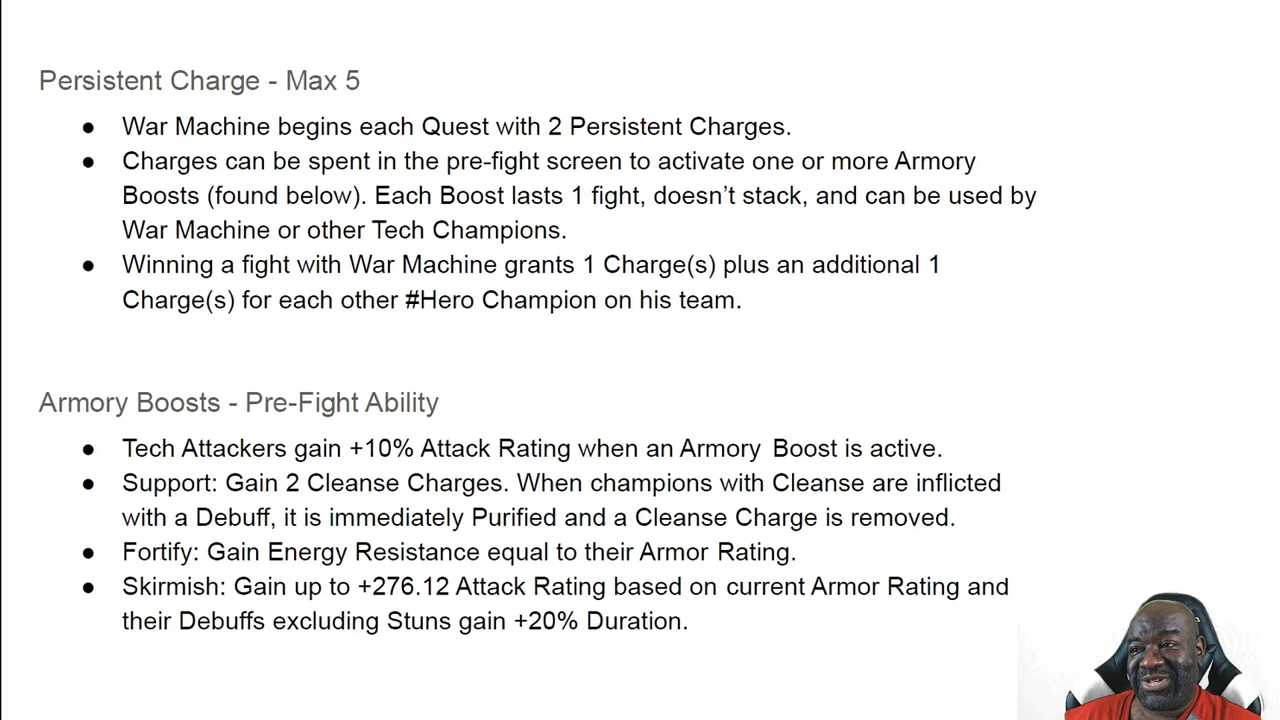 Persistent Charge - Max 5
● War Machine begins each Quest with 2 Persistent Charges.
● Charges can be spent in the pre-fight screen to activate one or more Armory
Boosts (found below). Each Boost lasts 1 fight, doesn’t stack, and can be used by
War Machine or other Tech Champions.
● Winning a fight with War Machine grants 1 Charge(s) plus an additional 1
Charge(s) for each other #Hero Champion on his team.
Armory Boosts - Pre-Fight Ability
● Tech Attackers gain +10% Attack Rating when an Armory Boost is active.
● Support: Gain 2 Cleanse Charges. When champions with Cleanse are inflicted
with a Debuff, it is immediately Purified and a Cleanse Charge is removed.
● Fortify: Gain Energy Resistance equal to their Armor Rating.
● Skirmish: Gain up to +276.12 Attack Rating based on current Armor Rating and
their Debuffs excluding Stuns gain +20% Duration.